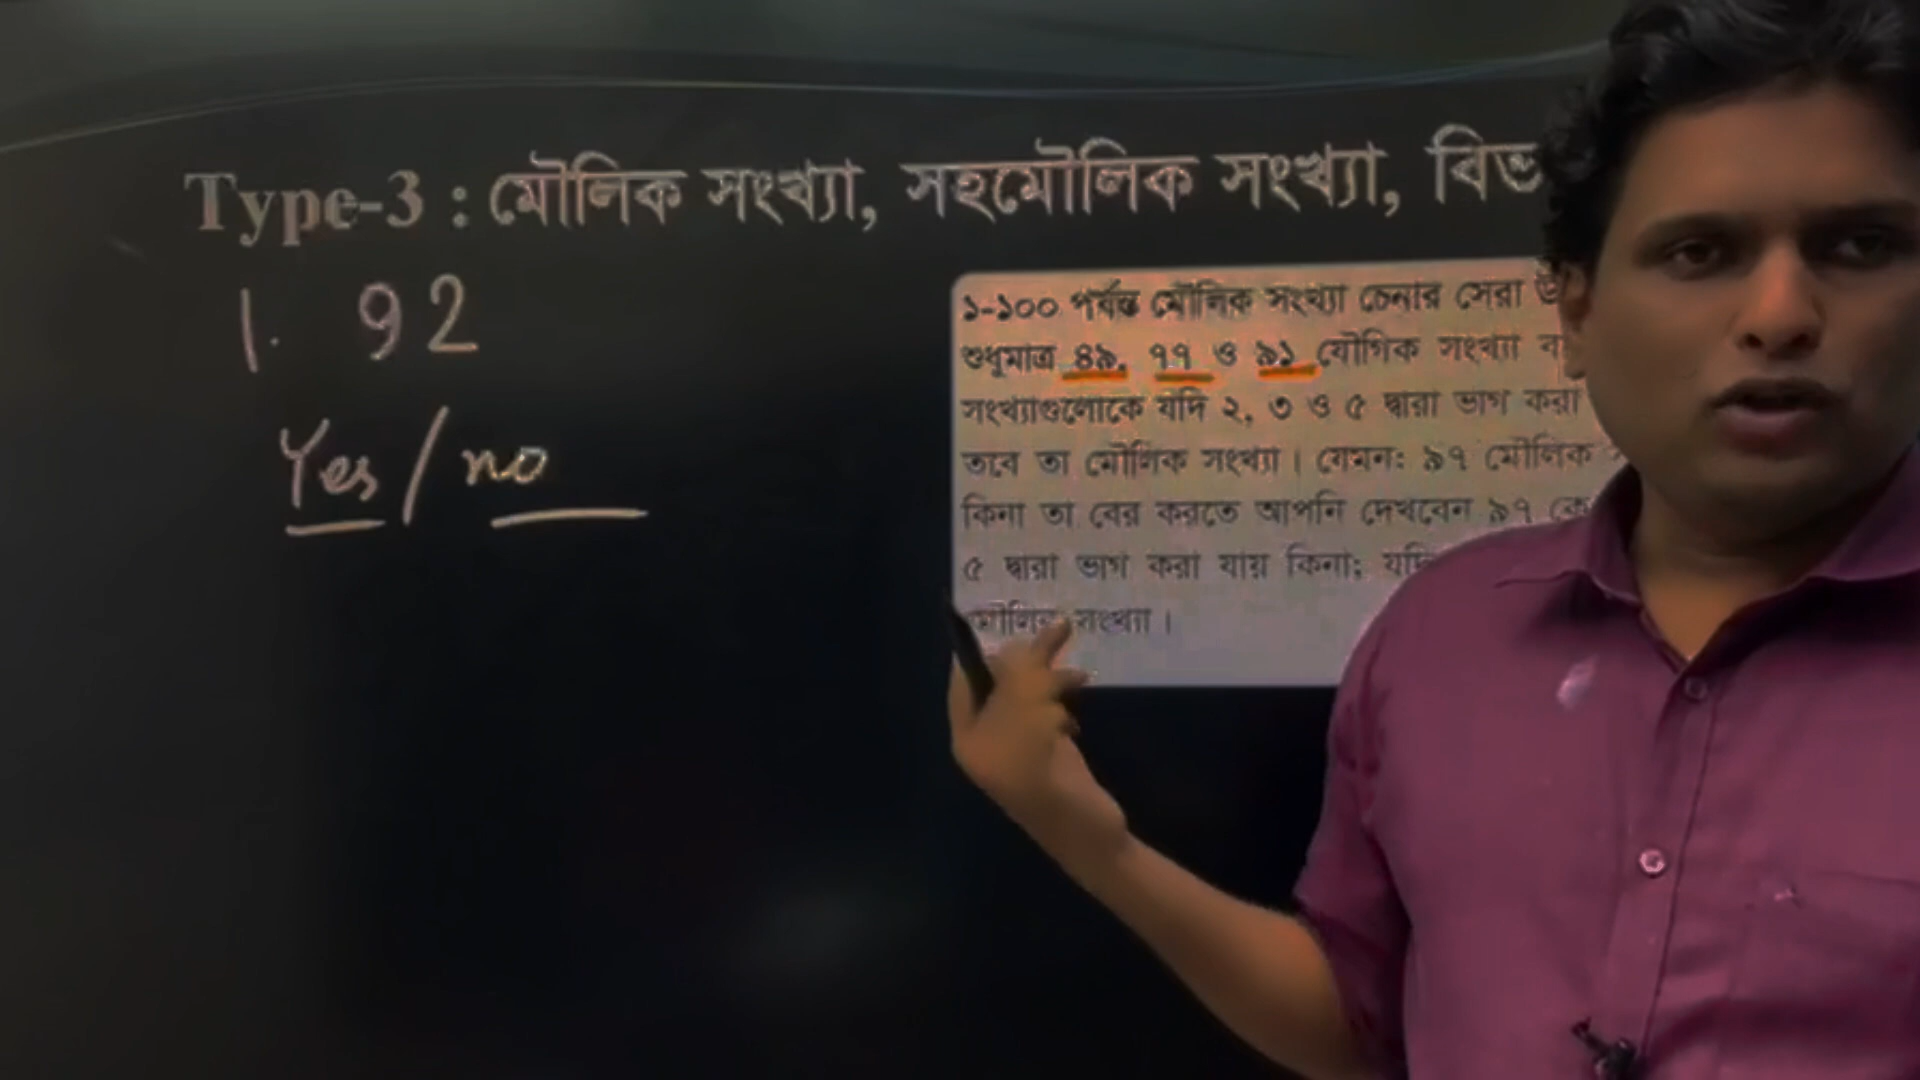 Type-3 : মৌলিক সংখ্যা, সহমৌলিক সংখ্যা,
1. 92
Yes / no
১-১০০ পর্যন্ত মৌলিক সংখ্যা চেনার সেরা
শুধুমাত্র ৪৯, ৭৭ ও ৯১ যৌগিক সংখ্যা
সংখ্যাগুলোকে যদি ২, ৩ ও ৫ দ্বারা ভাগ করা
তবে তা মৌলিক সংখ্যা। যেমন: ৯৭ মৌলিক
কিনা তা বের করতে আপনি দেখবেন ৯৭ কে
৫ দ্বারা ভাগ করা যায় কিনা; যদি
মৌলিক সংখ্যা।